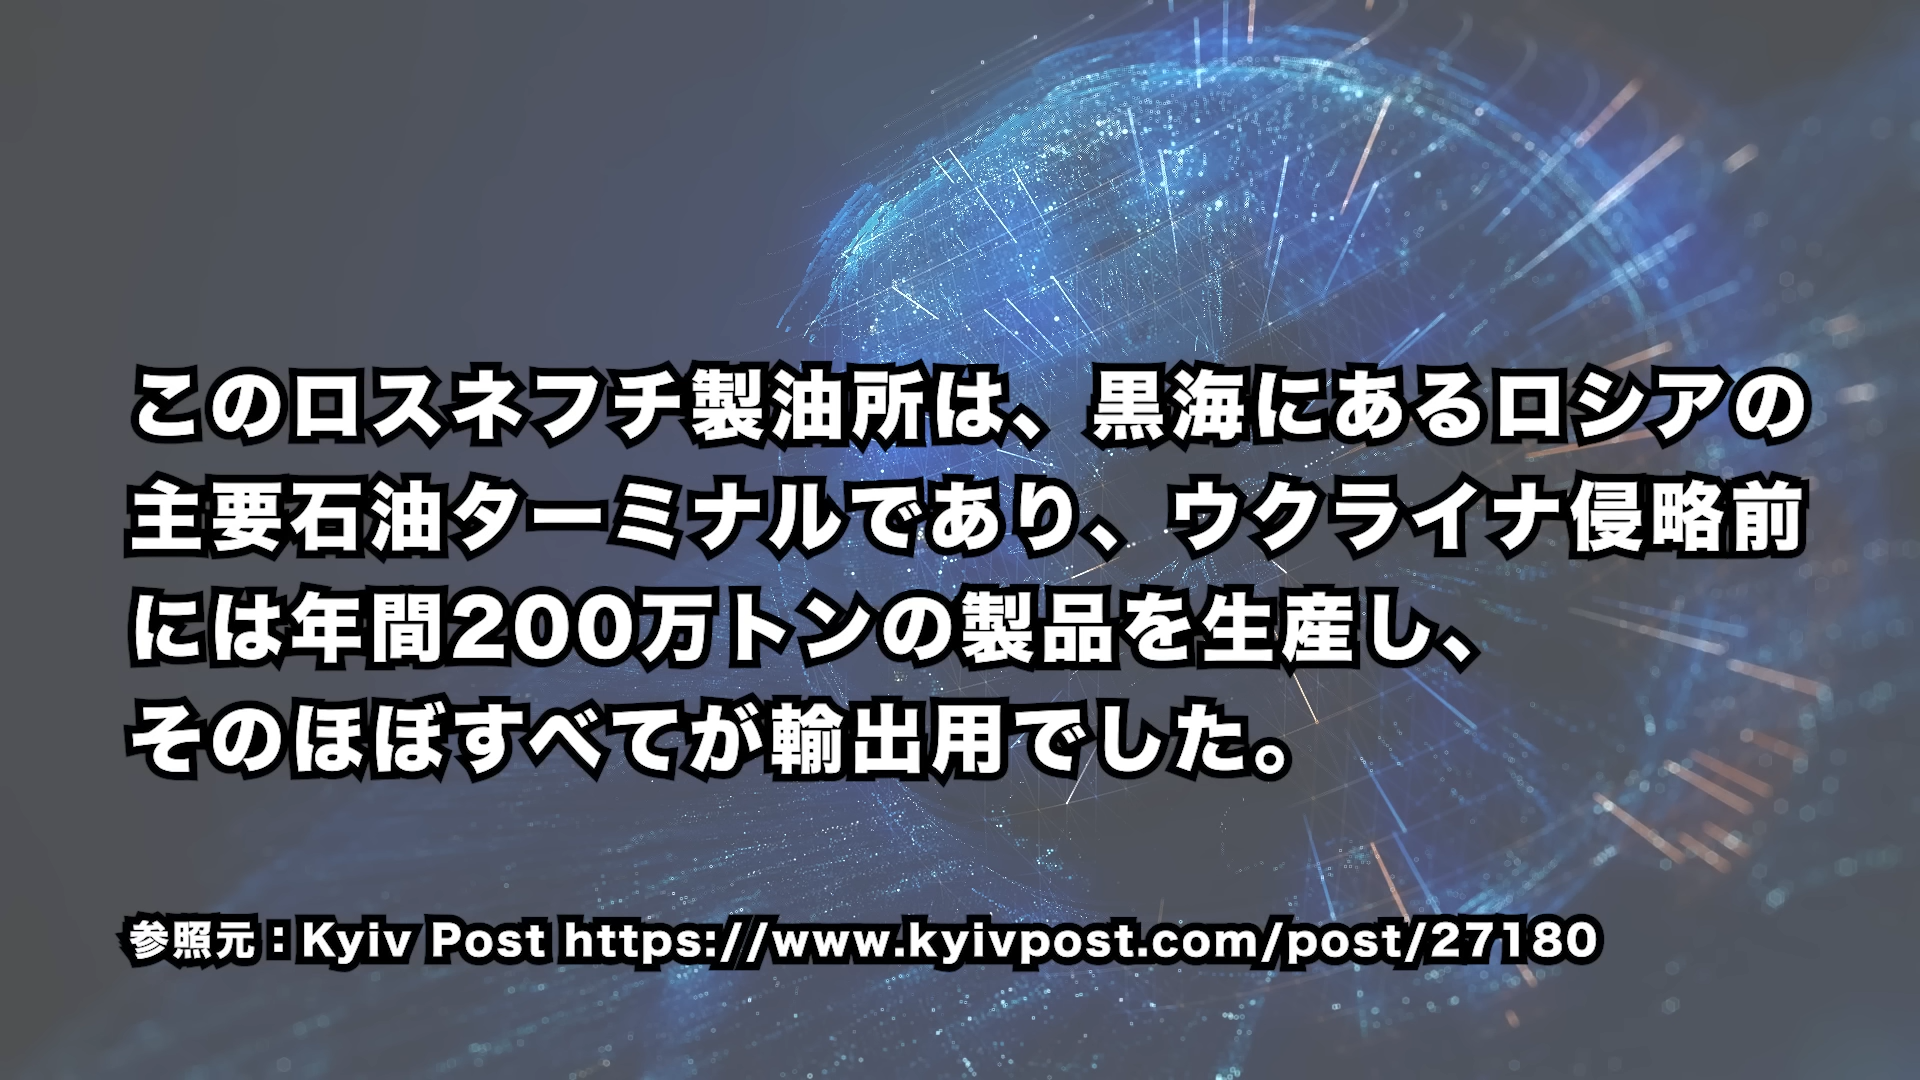 このロスネフチ製油所は、黒海にあるロシアの
主要石油ターミナルであり、ウクライナ侵略前
には年間200万トンの製品を生産し、
そのほぼすべてが輸出用でした。
参照元：Kyiv Post https://www.kyivpost.com/post/27180